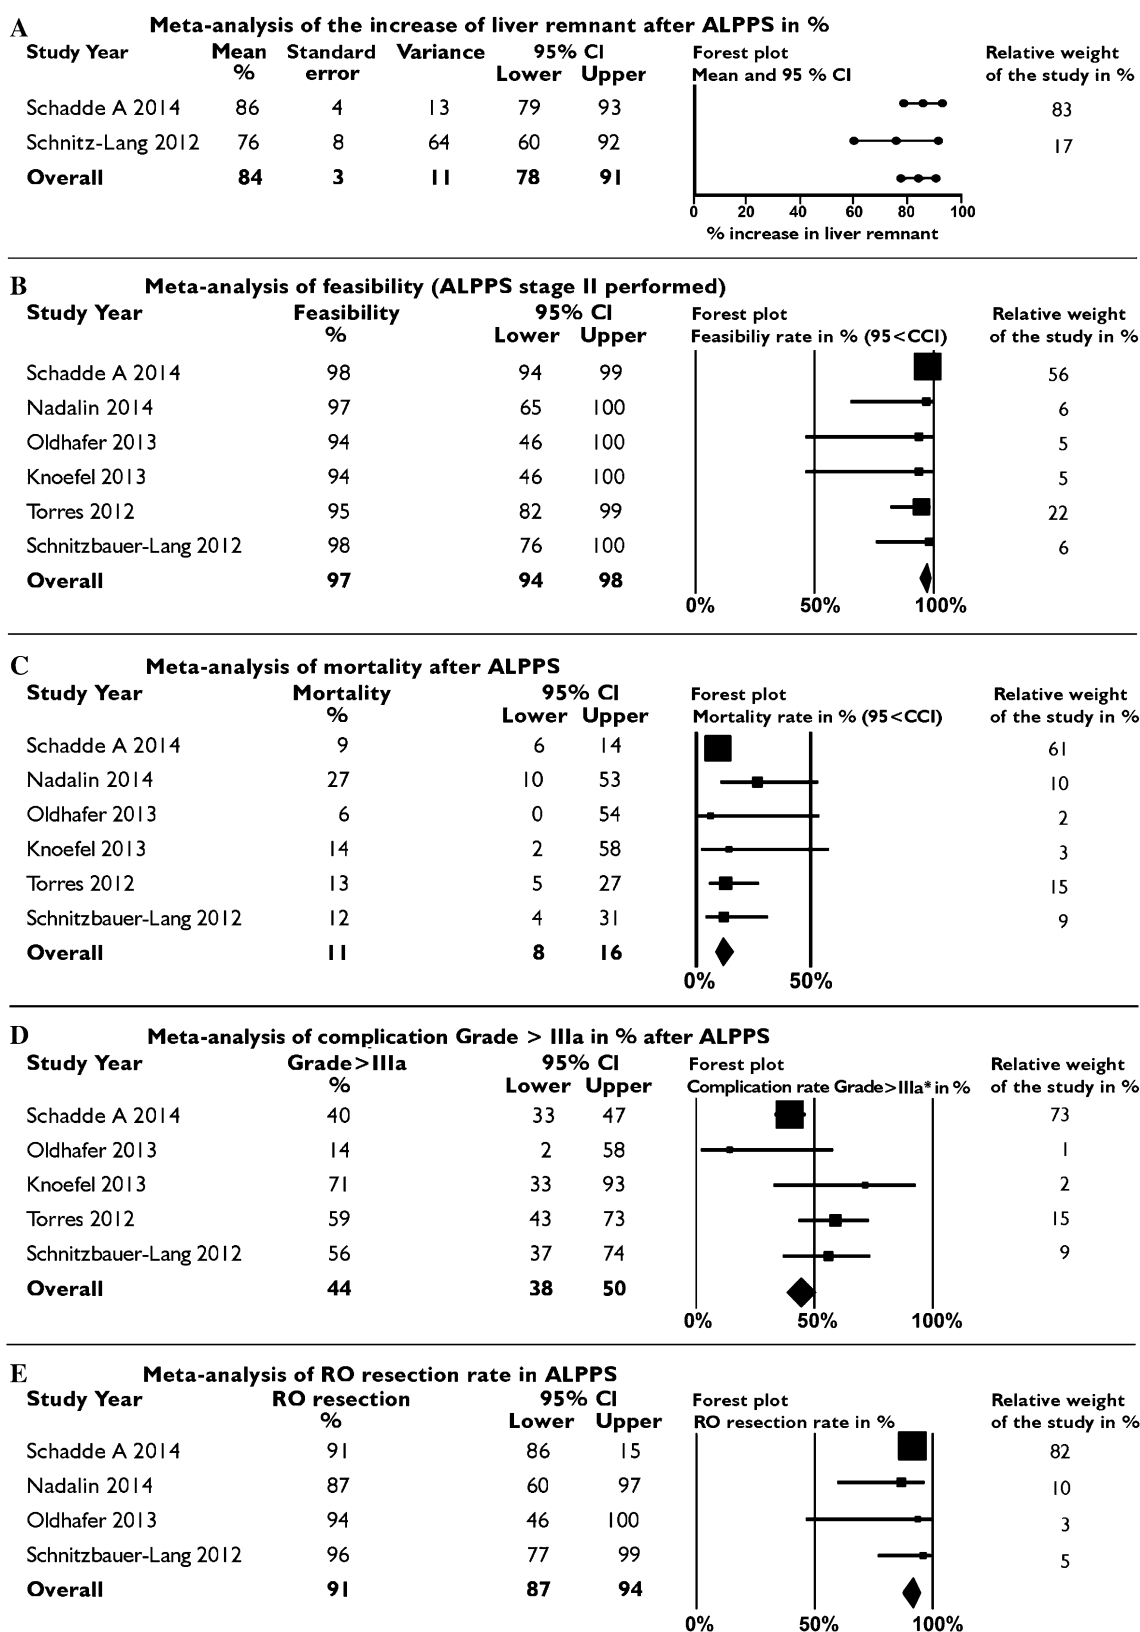 A Meta-analysis of the increase of liver remnant after ALPPS in %
Study Year Mean Standard Variance 95% CI Forest plot Relative weight
% error Lower Upper Mean and 95 % CI of the study in %
Schadde A 2014 86 4 13 79 93 83
Schnitz-Lang 2012 76 8 64 60 92 17
Overall 84 3 11 78 91
0 20 40 60 80 100
% increase in liver remnant
B Meta-analysis of feasibility (ALPPS stage II performed)
Study Year Feasibility 95% CI Forest plot Relative weight
% Lower Upper Feasibiliy rate in % (95<CCI) of the study in %
Schadde A 2014 98 94 99 56
Nadalin 2014 97 65 100 6
Oldhafer 2013 94 46 100 5
Knoefel 2013 94 46 100 5
Torres 2012 95 82 99 22
Schnitzbauer-Lang 2012 98 76 100 6
Overall 97 94 98
0% 50% 100%
C Meta-analysis of mortality after ALPPS
Study Year Mortality 95% CI Forest plot Relative weight
% Lower Upper Mortality rate in % (95<CCI) of the study in %
Schadde A 2014 9 6 14 61
Nadalin 2014 27 10 53 10
Oldhafer 2013 6 0 54 2
Knoefel 2013 14 2 58 3
Torres 2012 13 5 27 15
Schnitzbauer-Lang 2012 12 4 31 9
Overall 11 8 16
0% 50%
D Meta-analysis of complication Grade > IIIa in % after ALPPS
Study Year Grade>IIIa 95% CI Forest plot Relative weight
% Lower Upper Complication rate Grade>IIIa* in % of the study in %
Schadde A 2014 40 33 47 73
Oldhafer 2013 14 2 58 1
Knoefel 2013 71 33 93 2
Torres 2012 59 43 73 15
Schnitzbauer-Lang 2012 56 37 74 9
Overall 44 38 50
0% 50% 100%
E Meta-analysis of RO resection rate in ALPPS
Study Year RO resection 95% CI Forest plot Relative weight
% Lower Upper RO resection rate in % of the study in %
Schadde A 2014 91 86 15 82
Nadalin 2014 87 60 97 10
Oldhafer 2013 94 46 100 3
Schnitzbauer-Lang 2012 96 77 99 5
Overall 91 87 94
0% 50% 100%